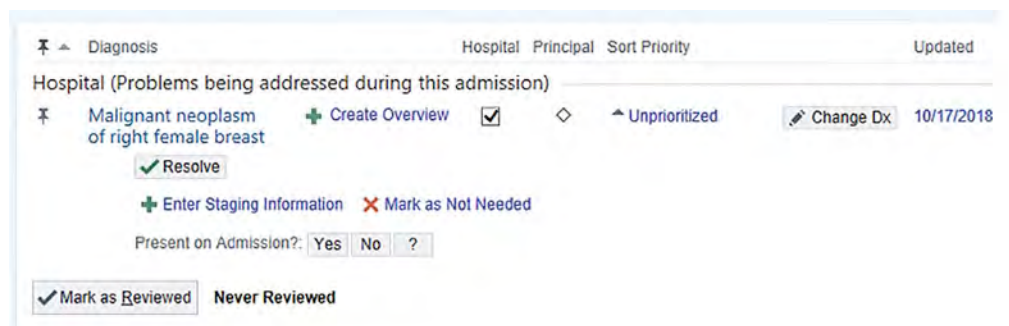 Diagnosis Hospital Principal Sort Priority Updated
Hospital (Problems being addressed during this admission)
Malignant neoplasm Create Overview Unprioritized Change Dx 10/17/2018
of right female breast
Resolve
Enter Staging Information Mark as Not Needed
Present on Admission?: Yes No ?
Mark as Reviewed Never Reviewed